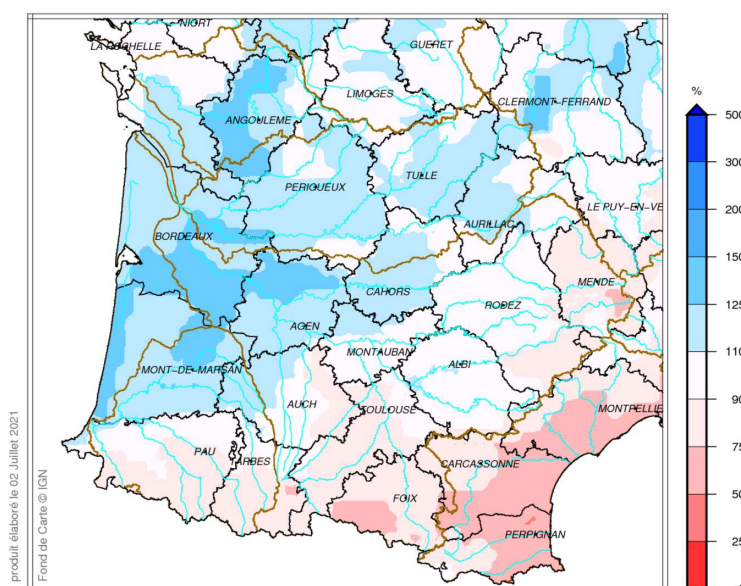 NIORT
LA ROCHELLE
GUERET
%
500
LIMOGES
CLERMONT-FERRAND
ANGOULEME
300
PERIGUEUX
TULLE
200
LE PUY-EN-VE
AURILLAC
BORDEAUX
150
MENDE
CAHORS
RODEZ
125
AGEN
MONTAUBAN
110
ALBI
MONT-DE-MARSAN
90
AUCH
TOULOUSE
MONTPELLIE
75
PAU
TARBES
CARCASSONNE
FOIX
50
PERPIGNAN
25
produit élaboré le 02 Juillet 2021
Fond de Carte © IGN